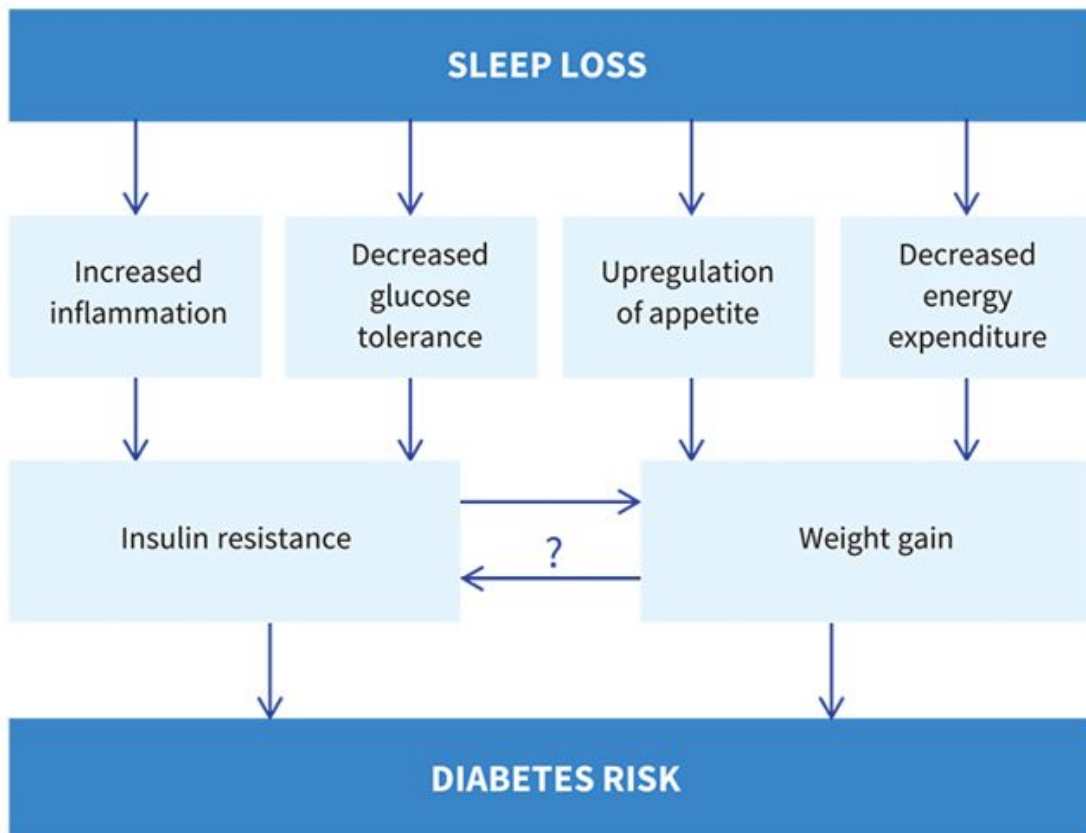 SLEEP LOSS
Increased
inflammation
Decreased
glucose
tolerance
Upregulation
of appetite
Decreased
energy
expenditure
Insulin resistance
?
Weight gain
DIABETES RISK